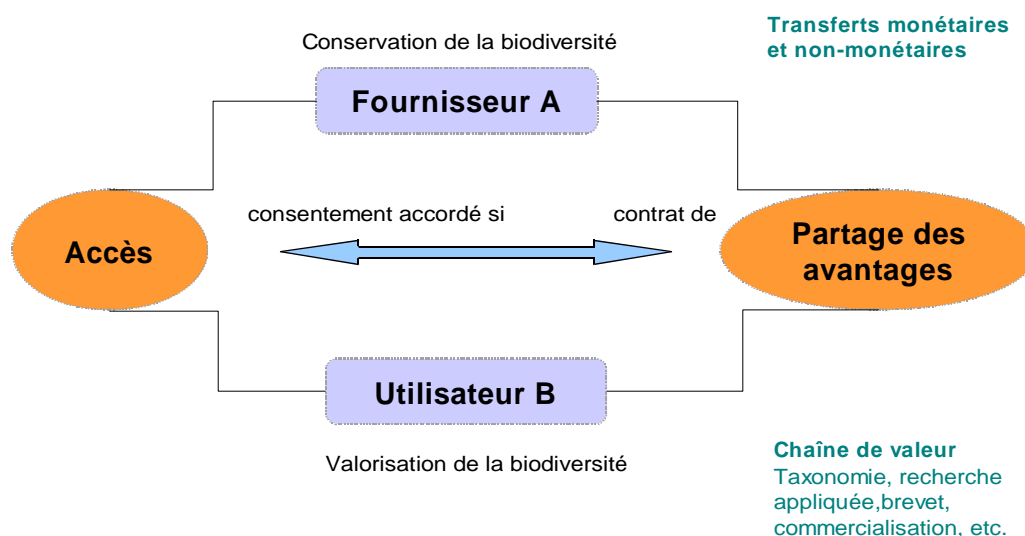 Transferts monétaires
et non-monétaires
Conservation de la biodiversité
Fournisseur A
consentement accordé si
contrat de
Accès
Partage des
avantages
Utilisateur B
Valorisation de la biodiversité
Chaîne de valeur
Taxonomie, recherche
appliquée,brevet,
commercialisation, etc.